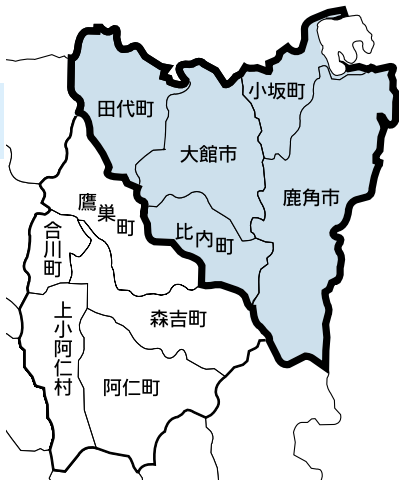 田代町
小坂町
大館市
鹿角市
鷹巣町
比内町
合川町
森吉町
上小阿仁村
阿仁町